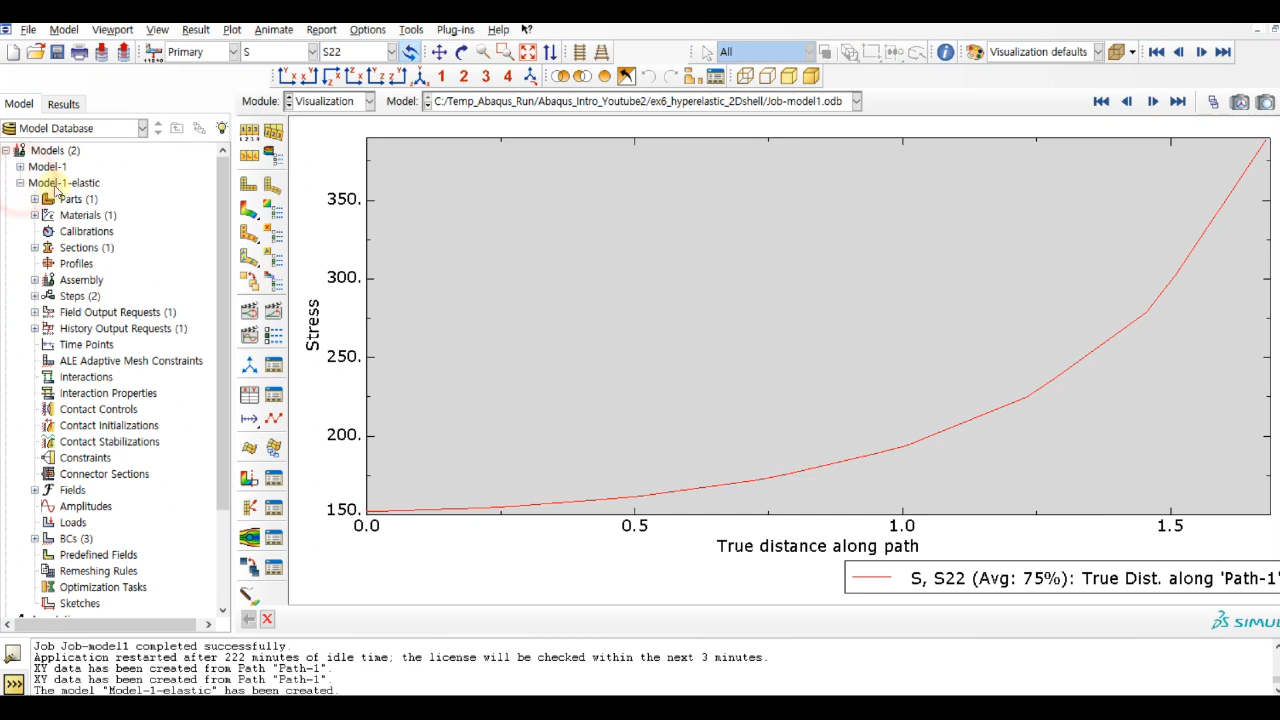 File Model Viewport View Result Plot Animate Report Options Tools Plug-ins Help
Primary S S22 All Visualization defaults
1 2 3 4
Model Results Module: Visualization Model: C:/Temp_Abaqus_Run/Abaqus_Intro_Youtube2/ex6_hyperelastic_2Dshell/Job-model1.odb
Model Database
Models (2)
Model-1
Model-1-elastic
Parts (1)
Materials (1)
Calibrations
Sections (1)
Profiles
Assembly
Steps (2)
Field Output Requests (1)
History Output Requests (1)
Time Points
ALE Adaptive Mesh Constraints
Interactions
Interaction Properties
Contact Controls
Contact Initializations
Contact Stabilizations
Constraints
Connector Sections
Fields
Amplitudes
Loads
BCs (3)
Predefined Fields
Remeshing Rules
Optimization Tasks
Sketches
350.
300.
250.
200.
150.
Stress
0.0 0.5 1.0 1.5
True distance along path
S, S22 (Avg: 75%): True Dist. along 'Path-1'
SIMUL
Job Job-model1 completed successfully.
Application restarted after 222 minutes of idle time; the license will be checked within the next 3 minutes.
XY data has been created from Path "Path-1".
XY data has been created from Path "Path-1".
The model "Model-1-elastic" has been created.